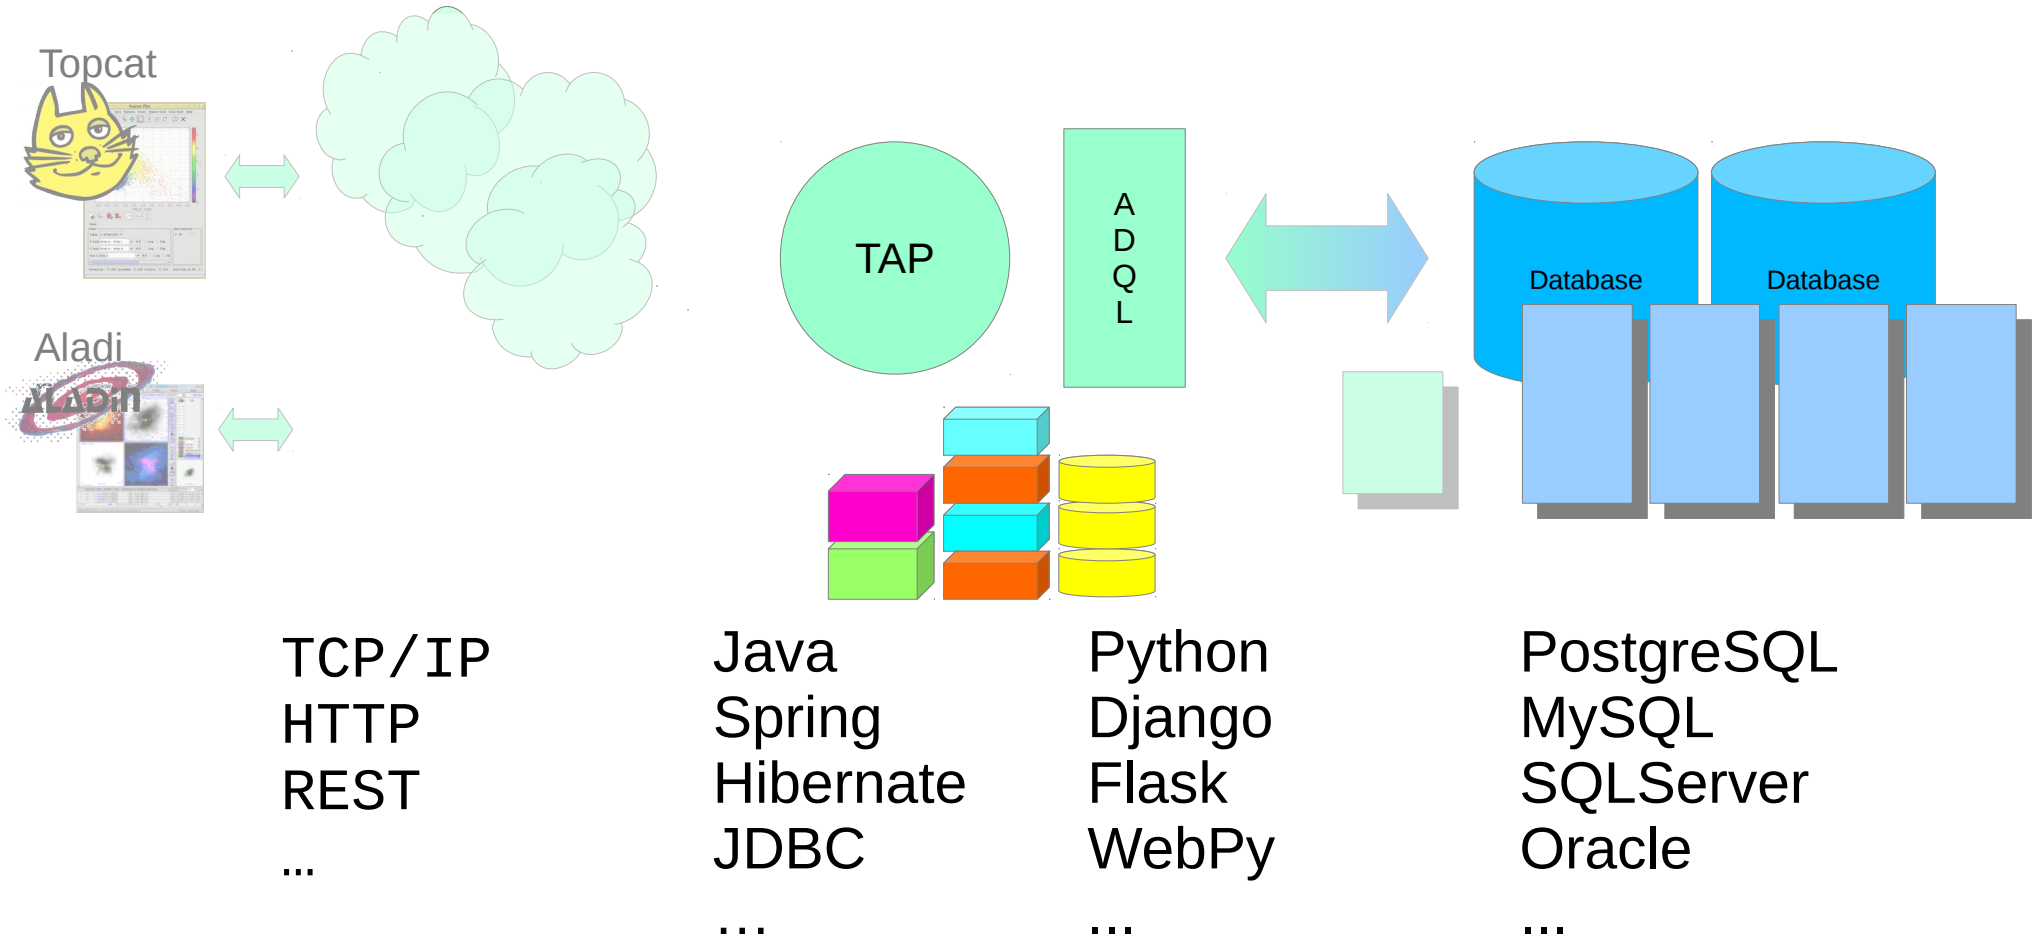 Topcat
Aladi
ALADIN
TAP
A
D
Q
L
Database
Database
TCP/IP
HTTP
REST
…
Java
Spring
Hibernate
JDBC
…
Python
Django
Flask
WebPy
...
PostgreSQL
MySQL
SQLServer
Oracle
...